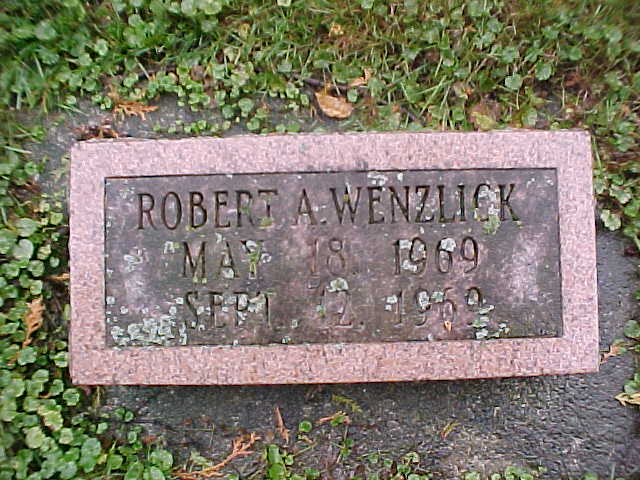 ROBERT A. WENZLICK
MAY 18. 1969
SEPT. 12. 1969